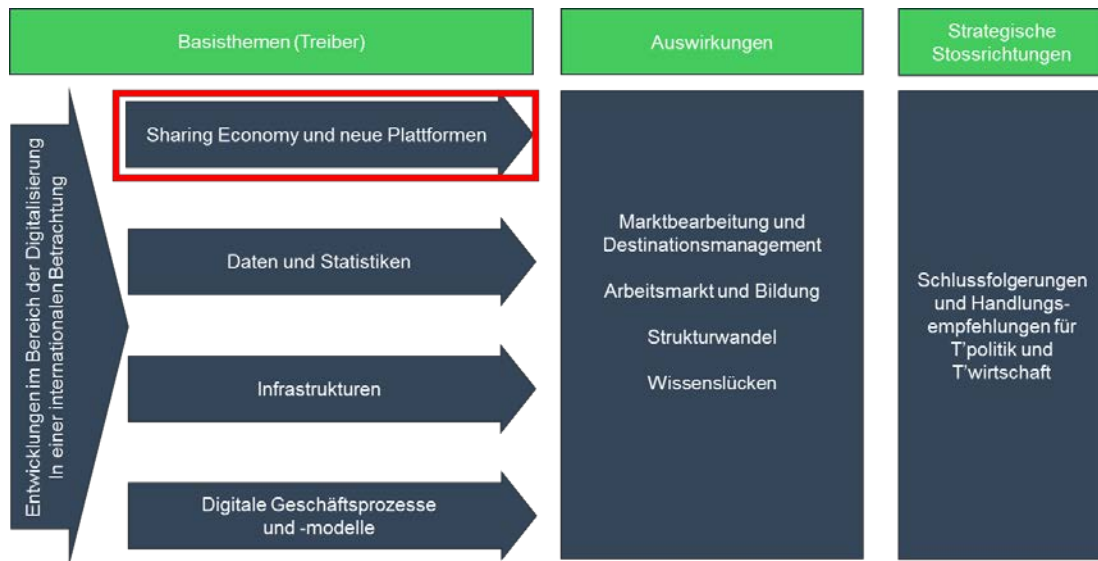 Basisthemen (Treiber)
Auswirkungen
Strategische
Stossrichtungen
Entwicklungen im Bereich der Digitalisierung
In einer internationalen Betrachtung
Sharing Economy und neue Plattformen
Daten und Statistiken
Infrastrukturen
Digitale Geschäftsprozesse
und -modelle
Marktbearbeitung und
Destinationsmanagement
Arbeitsmarkt und Bildung
Strukturwandel
Wissenslücken
Schlussfolgerungen
und Handlungs-
empfehlungen für
T'politik und
T'wirtschaft